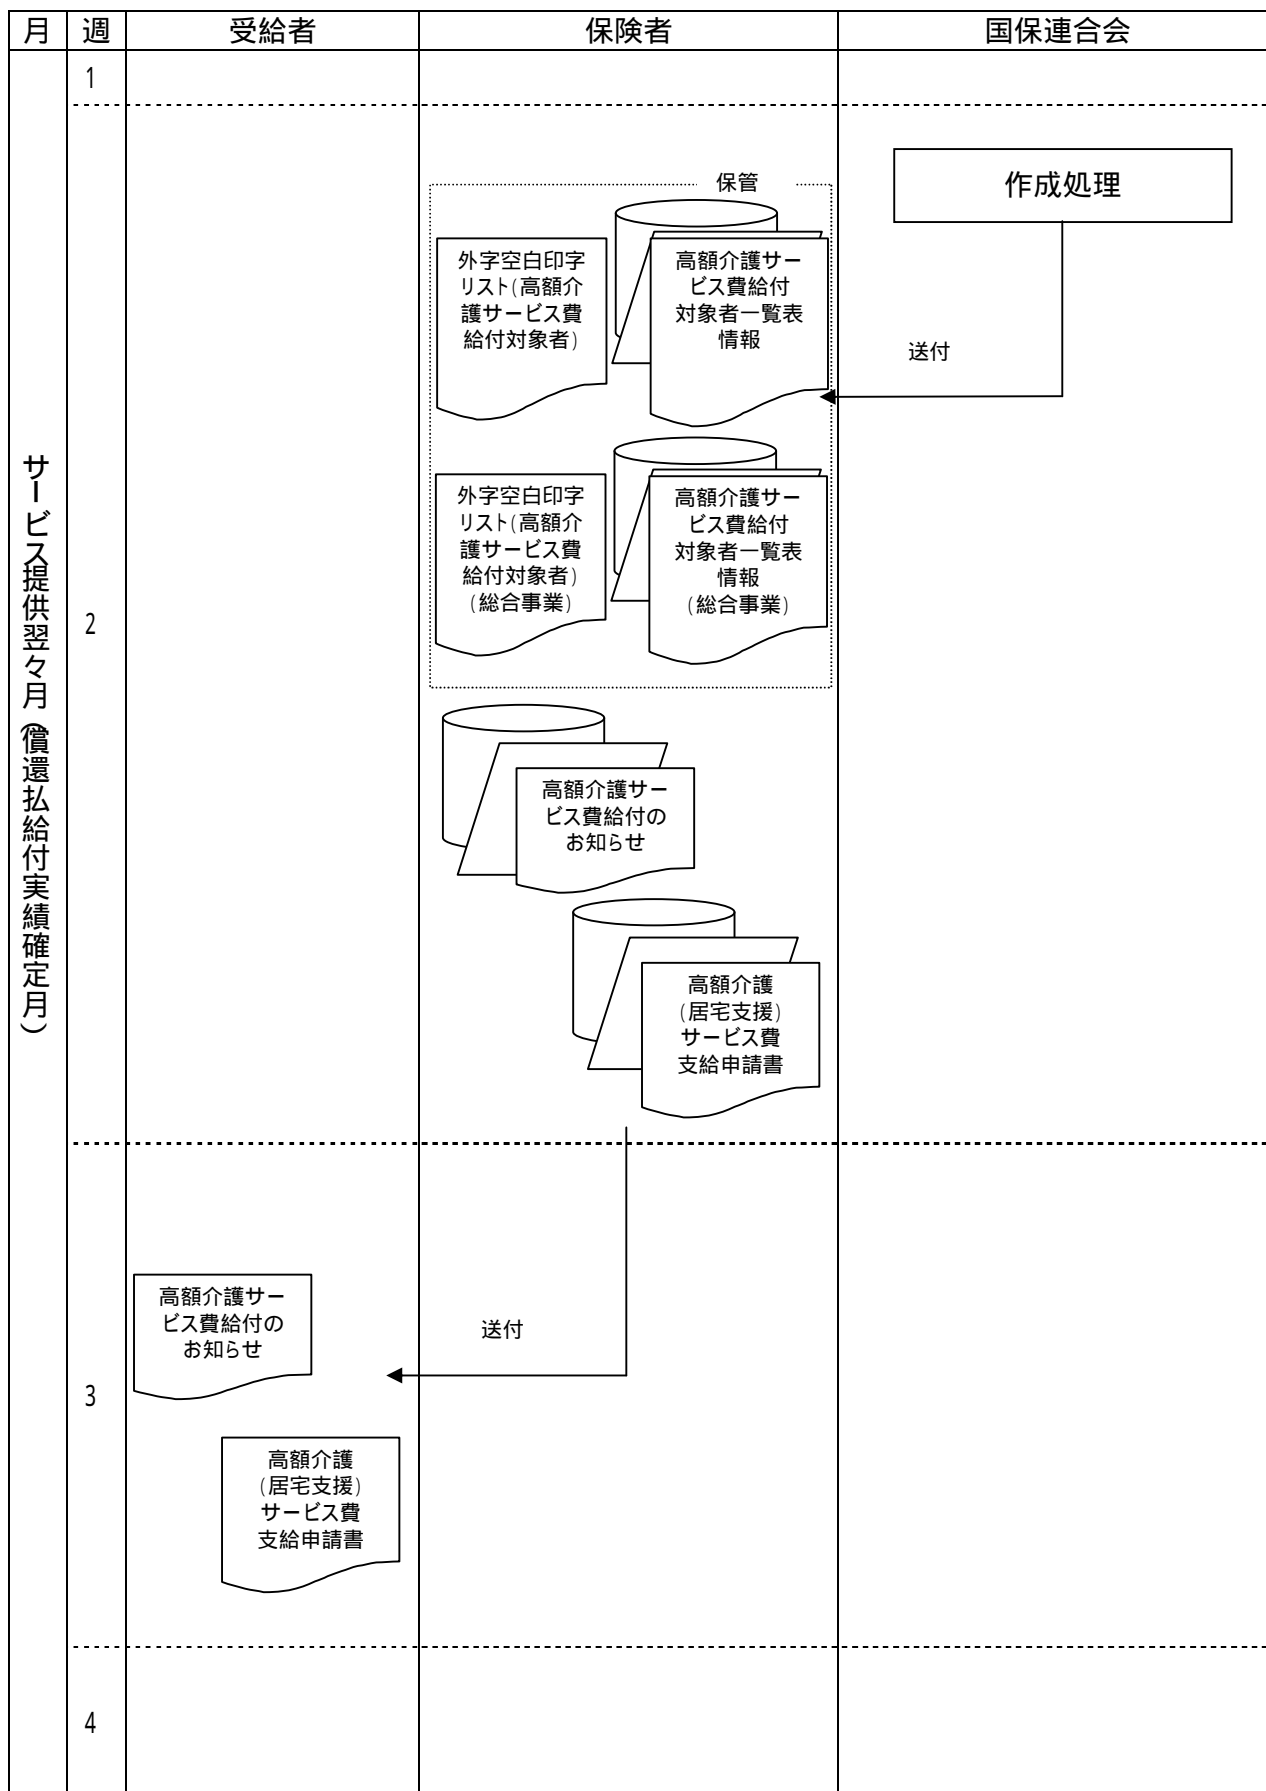 月 週 受給者 保険者 国保連合会
サービス提供翌々月(償還払給付実績確定月)
1
2
保管
作成処理
外字空白印字
リスト(高額介
護サービス費
給付対象者)
高額介護サー
ビス費給付
対象者一覧表
情報
送付
外字空白印字
リスト(高額介
護サービス費
給付対象者)
(総合事業)
高額介護サー
ビス費給付
対象者一覧表
情報
(総合事業)
高額介護サー
ビス費給付の
お知らせ
高額介護
(居宅支援)
サービス費
支給申請書
3
高額介護サー
ビス費給付の
お知らせ
送付
高額介護
(居宅支援)
サービス費
支給申請書
4